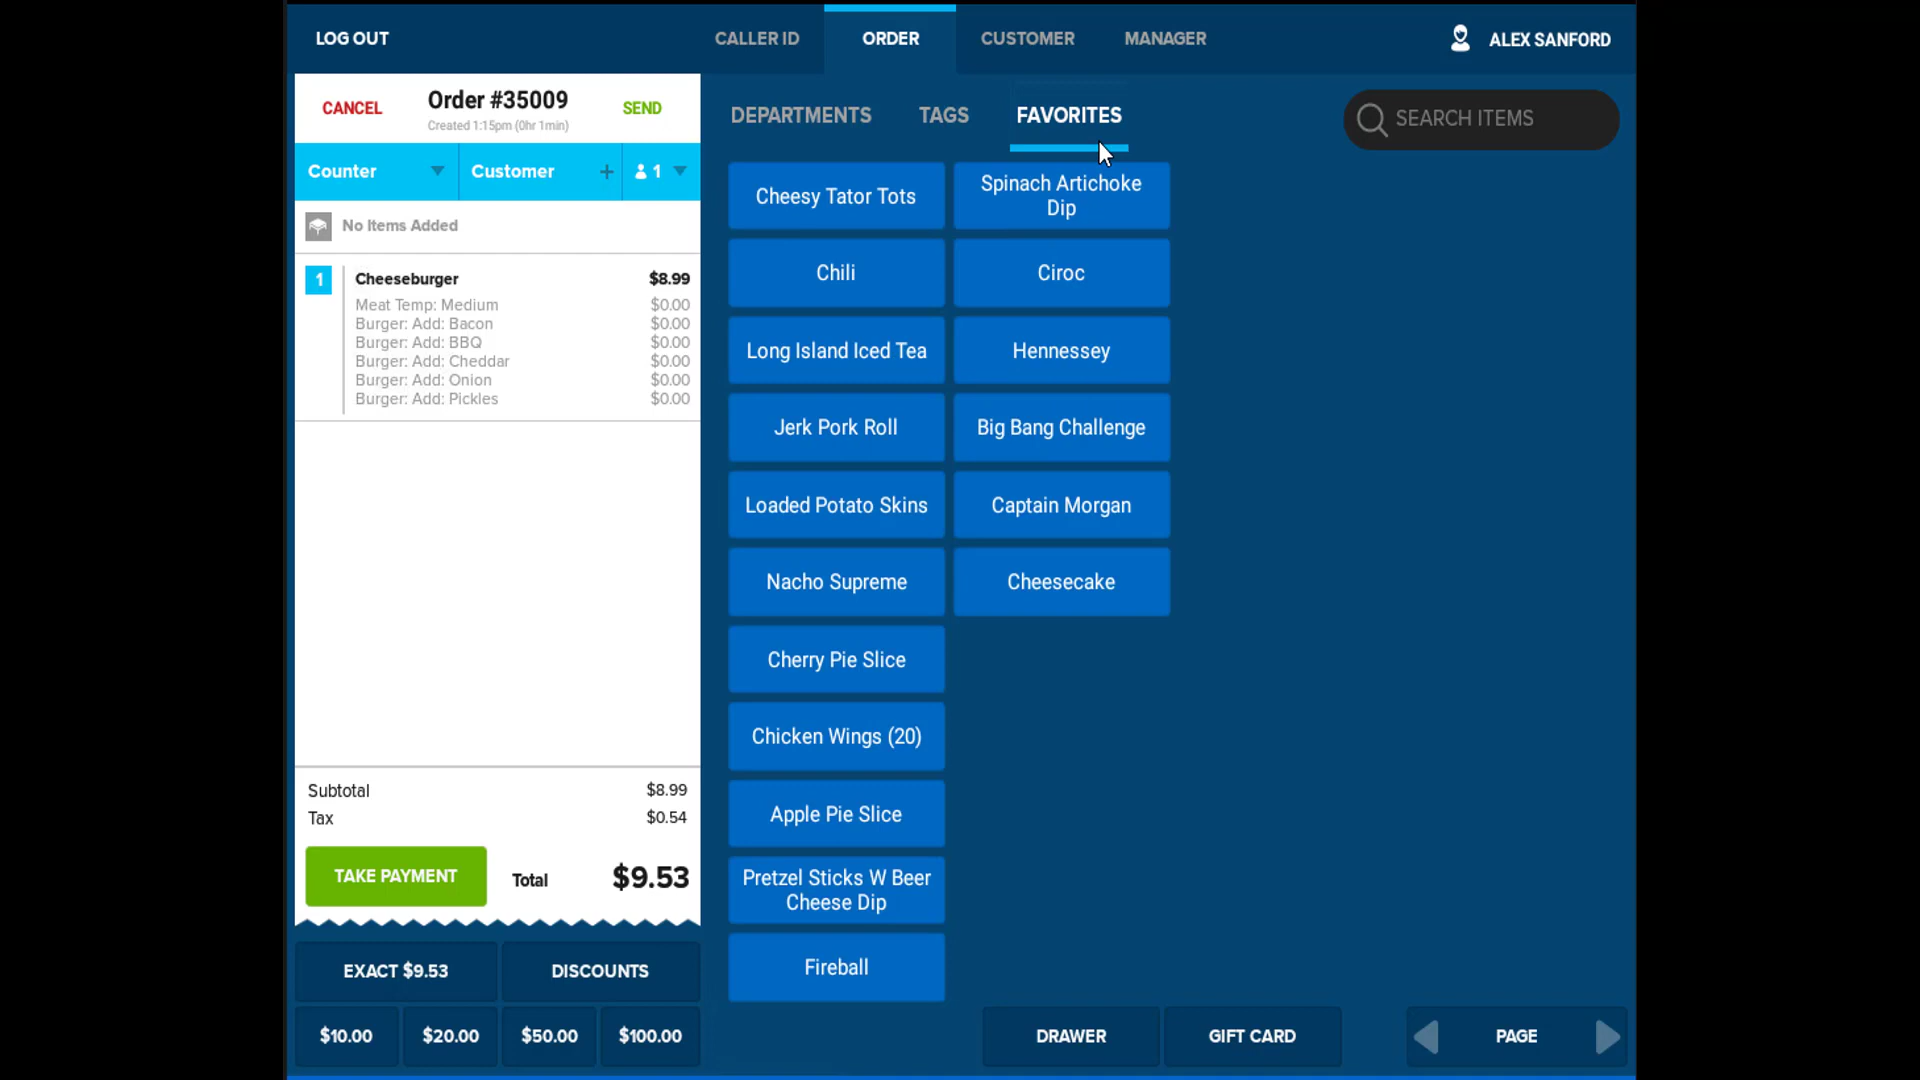 LOG OUT
CALLER ID
ORDER
CUSTOMER
MANAGER
ALEX SANFORD
CANCEL
Order #35009
Created 1:15pm (0hr 1min)
SEND
Counter
Customer +
1
No Items Added
1 Cheeseburger $8.99
Meat Temp: Medium $0.00
Burger: Add: Bacon $0.00
Burger: Add: BBQ $0.00
Burger: Add: Cheddar $0.00
Burger: Add: Onion $0.00
Burger: Add: Pickles $0.00
Subtotal $8.99
Tax $0.54
TAKE PAYMENT
Total $9.53
EXACT $9.53
DISCOUNTS
$10.00
$20.00
$50.00
$100.00
DEPARTMENTS
TAGS
FAVORITES
SEARCH ITEMS
Cheesy Tator Tots
Spinach Artichoke
Dip
Chili
Ciroc
Long Island Iced Tea
Hennessey
Jerk Pork Roll
Big Bang Challenge
Loaded Potato Skins
Captain Morgan
Nacho Supreme
Cheesecake
Cherry Pie Slice
Chicken Wings (20)
Apple Pie Slice
Pretzel Sticks W Beer
Cheese Dip
Fireball
DRAWER
GIFT CARD
PAGE